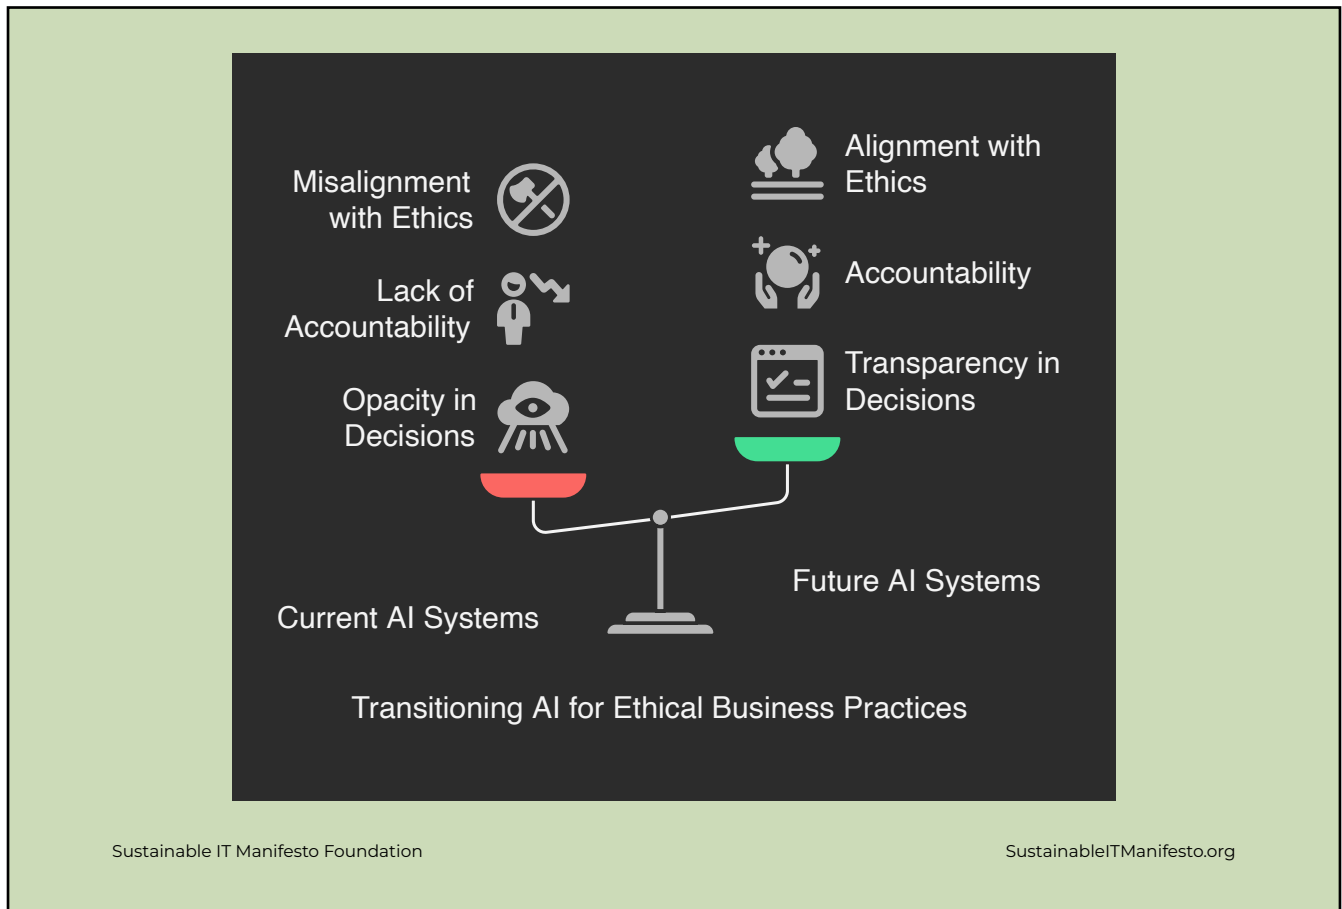 Misalignment
with Ethics
Lack of
Accountability
Opacity in
Decisions
Alignment with
Ethics
Accountability
Transparency in
Decisions
Current AI Systems
Future AI Systems
Transitioning AI for Ethical Business Practices
Sustainable IT Manifesto Foundation
SustainableITManifesto.org